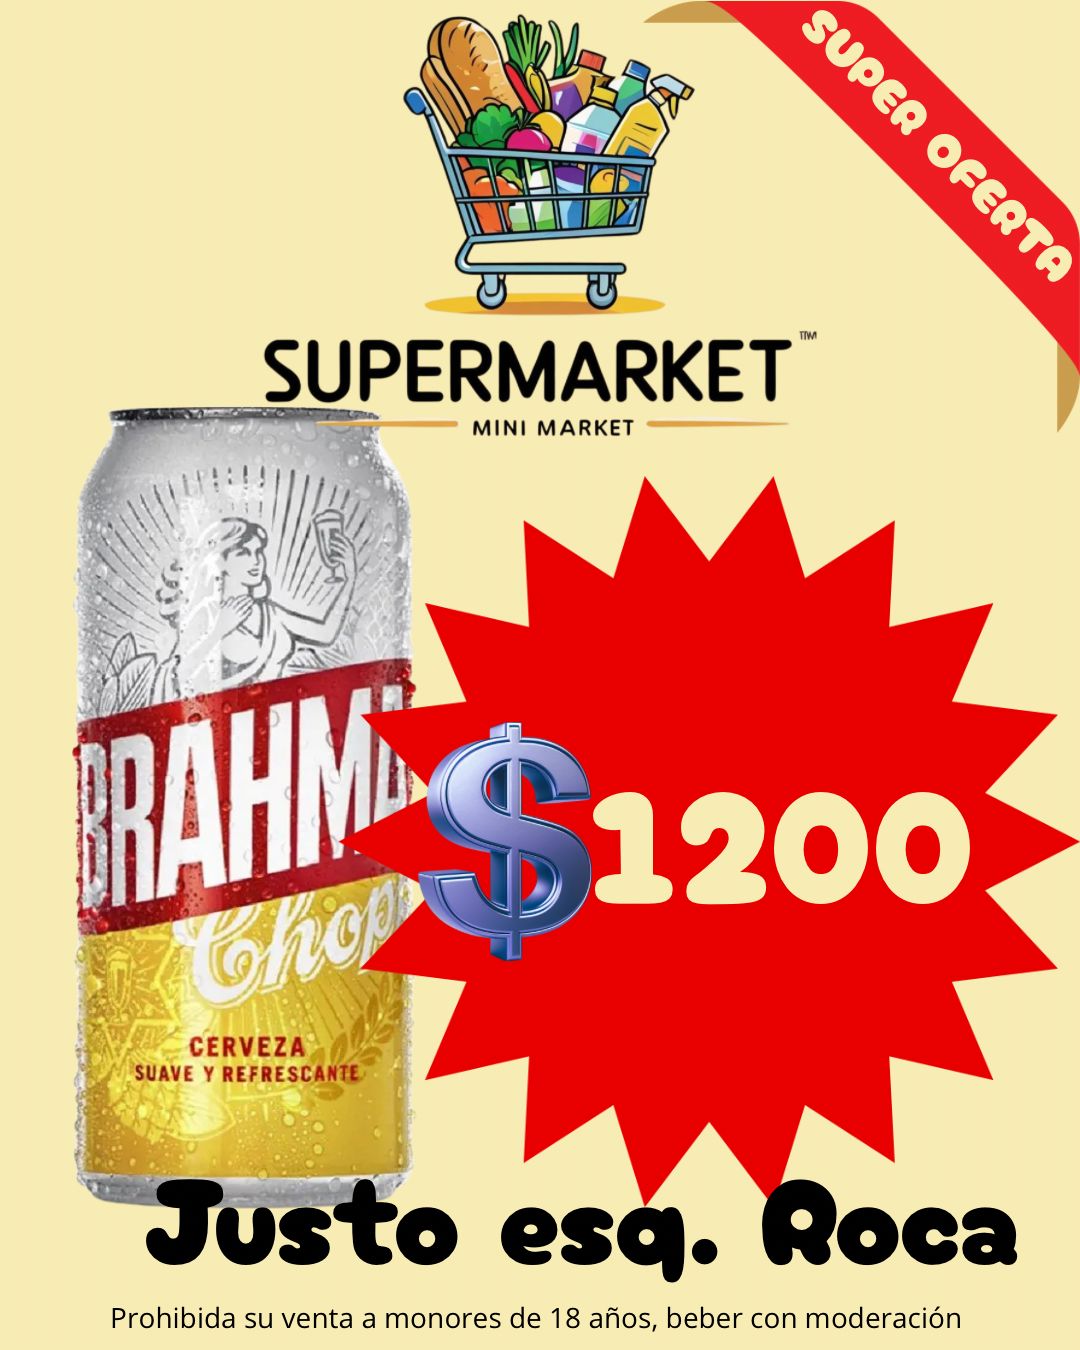 SUPER OFERTA
SUPERMARKET™
MINI MARKET
BRAHMA
Chopp
CERVEZA
SUAVE Y REFRESCANTE
$1200
Justo esq. Roca
Prohibida su venta a monores de 18 años, beber con moderación